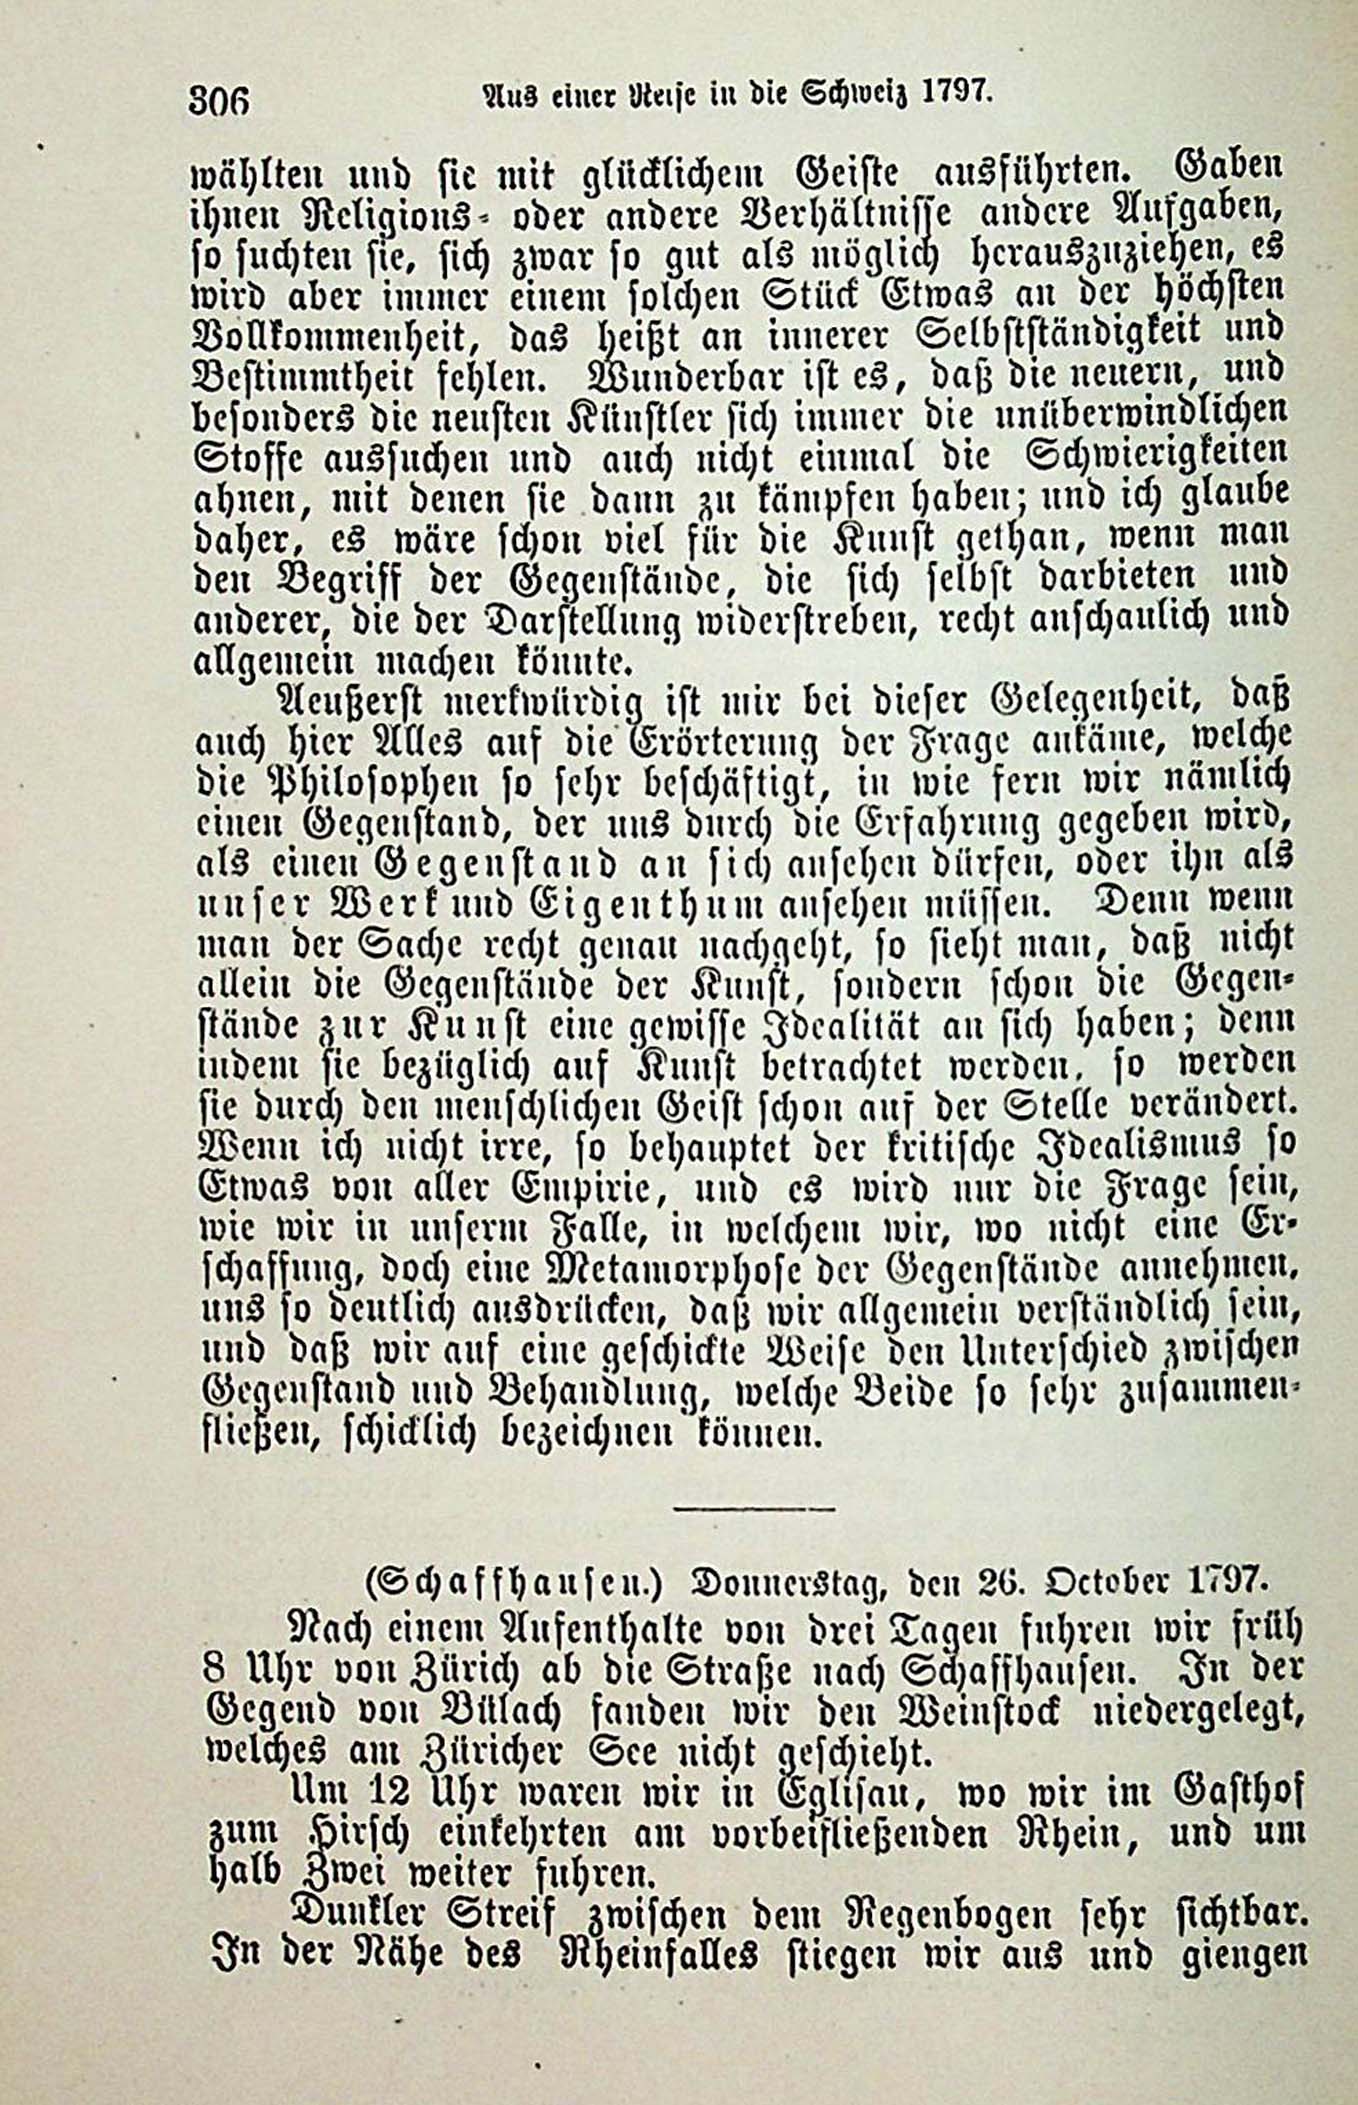 306 Aus einer Reise in die Schweiz 1797.
wählten und sie mit glücklichem Geiste ausführten. Gaben
ihnen Religions- oder andere Verhältnisse andere Aufgaben,
so suchten sie, sich zwar so gut als möglich herauszuziehen, es
wird aber immer einem solchen Stück Etwas an der höchsten
Vollkommenheit, das heißt an innerer Selbstständigkeit und
Bestimmtheit fehlen. Wunderbar ist es, daß die neuern, und
besonders die neusten Künstler sich immer die unüberwindlichen
Stoffe aussuchen und auch nicht einmal die Schwierigkeiten
ahnen, mit denen sie dann zu kämpfen haben; und ich glaube
daher, es wäre schon viel für die Kunst gethan, wenn man
den Begriff der Gegenstände, die sich selbst darbieten und
anderer, die der Darstellung widerstreben, recht anschaulich und
allgemein machen könnte.
Aeußerst merkwürdig ist mir bei dieser Gelegenheit, daß
auch hier Alles auf die Erörterung der Frage ankäme, welche
die Philosophen so sehr beschäftigt, in wie fern wir nämlich
einen Gegenstand, der uns durch die Erfahrung gegeben wird,
als einen Gegenstand an sich ansehen dürfen, oder ihn als
unser Werk und Eigenthum ansehen müssen. Denn wenn
man der Sache recht genau nachgeht, so sieht man, daß nicht
allein die Gegenstände der Kunst, sondern schon die Gegen-
stände zur Kunst eine gewisse Idealität an sich haben; denn
indem sie bezüglich auf Kunst betrachtet werden, so werden
sie durch den menschlichen Geist schon auf der Stelle verändert.
Wenn ich nicht irre, so behauptet der kritische Idealismus so
Etwas von aller Empirie, und es wird nur die Frage sein,
wie wir in unserm Falle, in welchem wir, wo nicht eine Er-
schaffung, doch eine Metamorphose der Gegenstände annehmen,
uns so deutlich ausdrücken, daß wir allgemein verständlich sein,
und daß wir auf eine geschickte Weise den Unterschied zwischen
Gegenstand und Behandlung, welche Beide so sehr zusammen-
fließen, schicklich bezeichnen können.
(Schaffhausen.) Donnerstag, den 26. October 1797.
Nach einem Aufenthalte von drei Tagen fuhren wir früh
8 Uhr von Zürich ab die Straße nach Schaffhausen. In der
Gegend von Bülach fanden wir den Weinstock niedergelegt,
welches am Züricher See nicht geschieht.
Um 12 Uhr waren wir in Eglisau, wo wir im Gasthof
zum Hirsch einkehrten am vorbeifließenden Rhein, und um
halb Zwei weiter fuhren.
Dunkler Streif zwischen dem Regenbogen sehr sichtbar.
In der Nähe des Rheinfalles stiegen wir aus und giengen